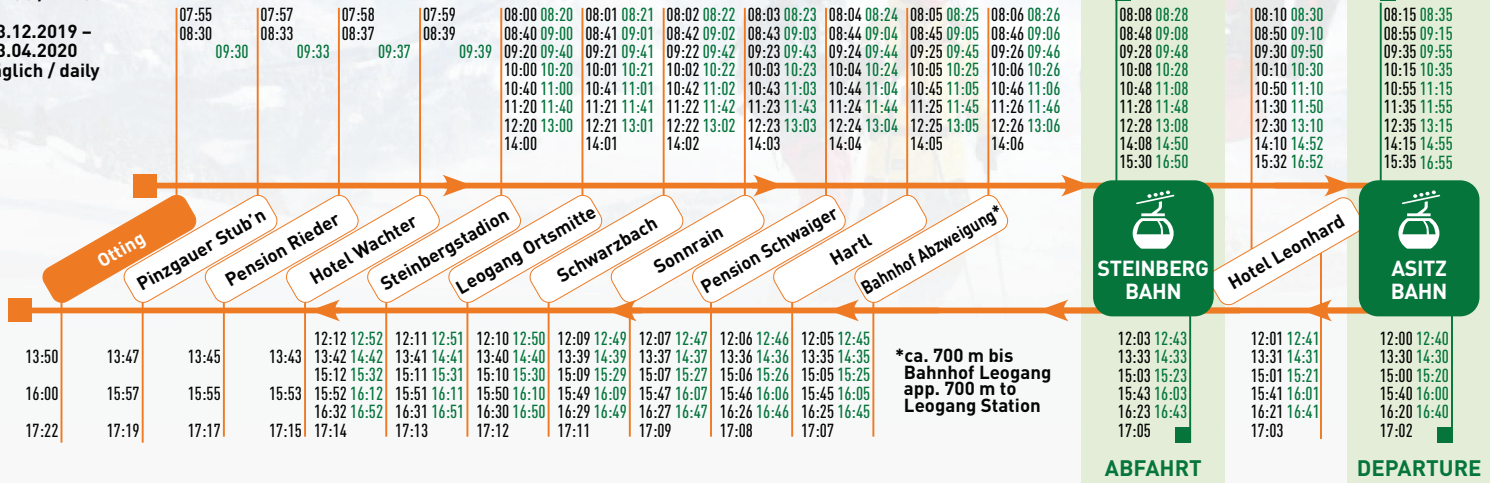 3.12.2019 –
3.04.2020
äglich / daily
07:55 07:57 07:58 07:59 08:00 08:20 08:01 08:21 08:02 08:22 08:03 08:23 08:04 08:24 08:05 08:25 08:06 08:26 08:08 08:28 08:10 08:30 08:15 08:35
08:30 08:33 08:37 08:39 08:40 09:00 08:41 09:01 08:42 09:02 08:43 09:03 08:44 09:04 08:45 09:05 08:46 09:06 08:48 09:08 08:50 09:10 08:55 09:15
09:30 09:33 09:37 09:39 09:20 09:40 09:21 09:41 09:22 09:42 09:23 09:43 09:24 09:44 09:25 09:45 09:26 09:46 09:28 09:48 09:30 09:50 09:35 09:55
10:00 10:20 10:01 10:21 10:02 10:22 10:03 10:23 10:04 10:24 10:05 10:25 10:06 10:26 10:08 10:28 10:10 10:30 10:15 10:35
10:40 11:00 10:41 11:01 10:42 11:02 10:43 11:03 10:44 11:04 10:45 11:05 10:46 11:06 10:48 11:08 10:50 11:10 10:55 11:15
11:20 11:40 11:21 11:41 11:22 11:42 11:23 11:43 11:24 11:44 11:25 11:45 11:26 11:46 11:28 11:48 11:30 11:50 11:35 11:55
12:20 13:00 12:21 13:01 12:22 13:02 12:23 13:03 12:24 13:04 12:25 13:05 12:26 13:06 12:28 13:08 12:30 13:10 12:35 13:15
14:00 14:01 14:02 14:03 14:04 14:05 14:06 14:08 14:50 14:10 14:52 14:15 14:55
15:30 16:50 15:32 16:52 15:35 16:55
Otting
Pinzgauer Stub'n
Pension Rieder
Hotel Wachter
Steinbergstadion
Leogang Ortsmitte
Schwarzbach
Sonnrain
Pension Schwaiger
Hartl
Bahnhof Abzweigung*
STEINBERG
BAHN
Hotel Leonhard
ASITZ
BAHN
12:12 12:52 12:11 12:51 12:10 12:50 12:09 12:49 12:07 12:47 12:06 12:46 12:05 12:45 12:03 12:43 12:01 12:41 12:00 12:40
13:50 13:47 13:45 13:43 13:42 14:42 13:41 14:41 13:40 14:40 13:39 14:39 13:37 14:37 13:36 14:36 13:35 14:35 13:33 14:33 13:31 14:31 13:30 14:30
15:12 15:32 15:11 15:31 15:10 15:30 15:09 15:29 15:07 15:27 15:06 15:26 15:05 15:25 15:03 15:23 15:01 15:21 15:00 15:20
16:00 15:57 15:55 15:53 15:52 16:12 15:51 16:11 15:50 16:10 15:49 16:09 15:47 16:07 15:46 16:06 15:45 16:05 15:43 16:03 15:41 16:01 15:40 16:00
16:32 16:52 16:31 16:51 16:30 16:50 16:29 16:49 16:27 16:47 16:26 16:46 16:25 16:45 16:23 16:43 16:21 16:41 16:20 16:40
17:22 17:19 17:17 17:15 17:14 17:13 17:12 17:11 17:09 17:08 17:07 17:05 17:03 17:02
*ca. 700 m bis
Bahnhof Leogang
app. 700 m to
Leogang Station
ABFAHRT
DEPARTURE